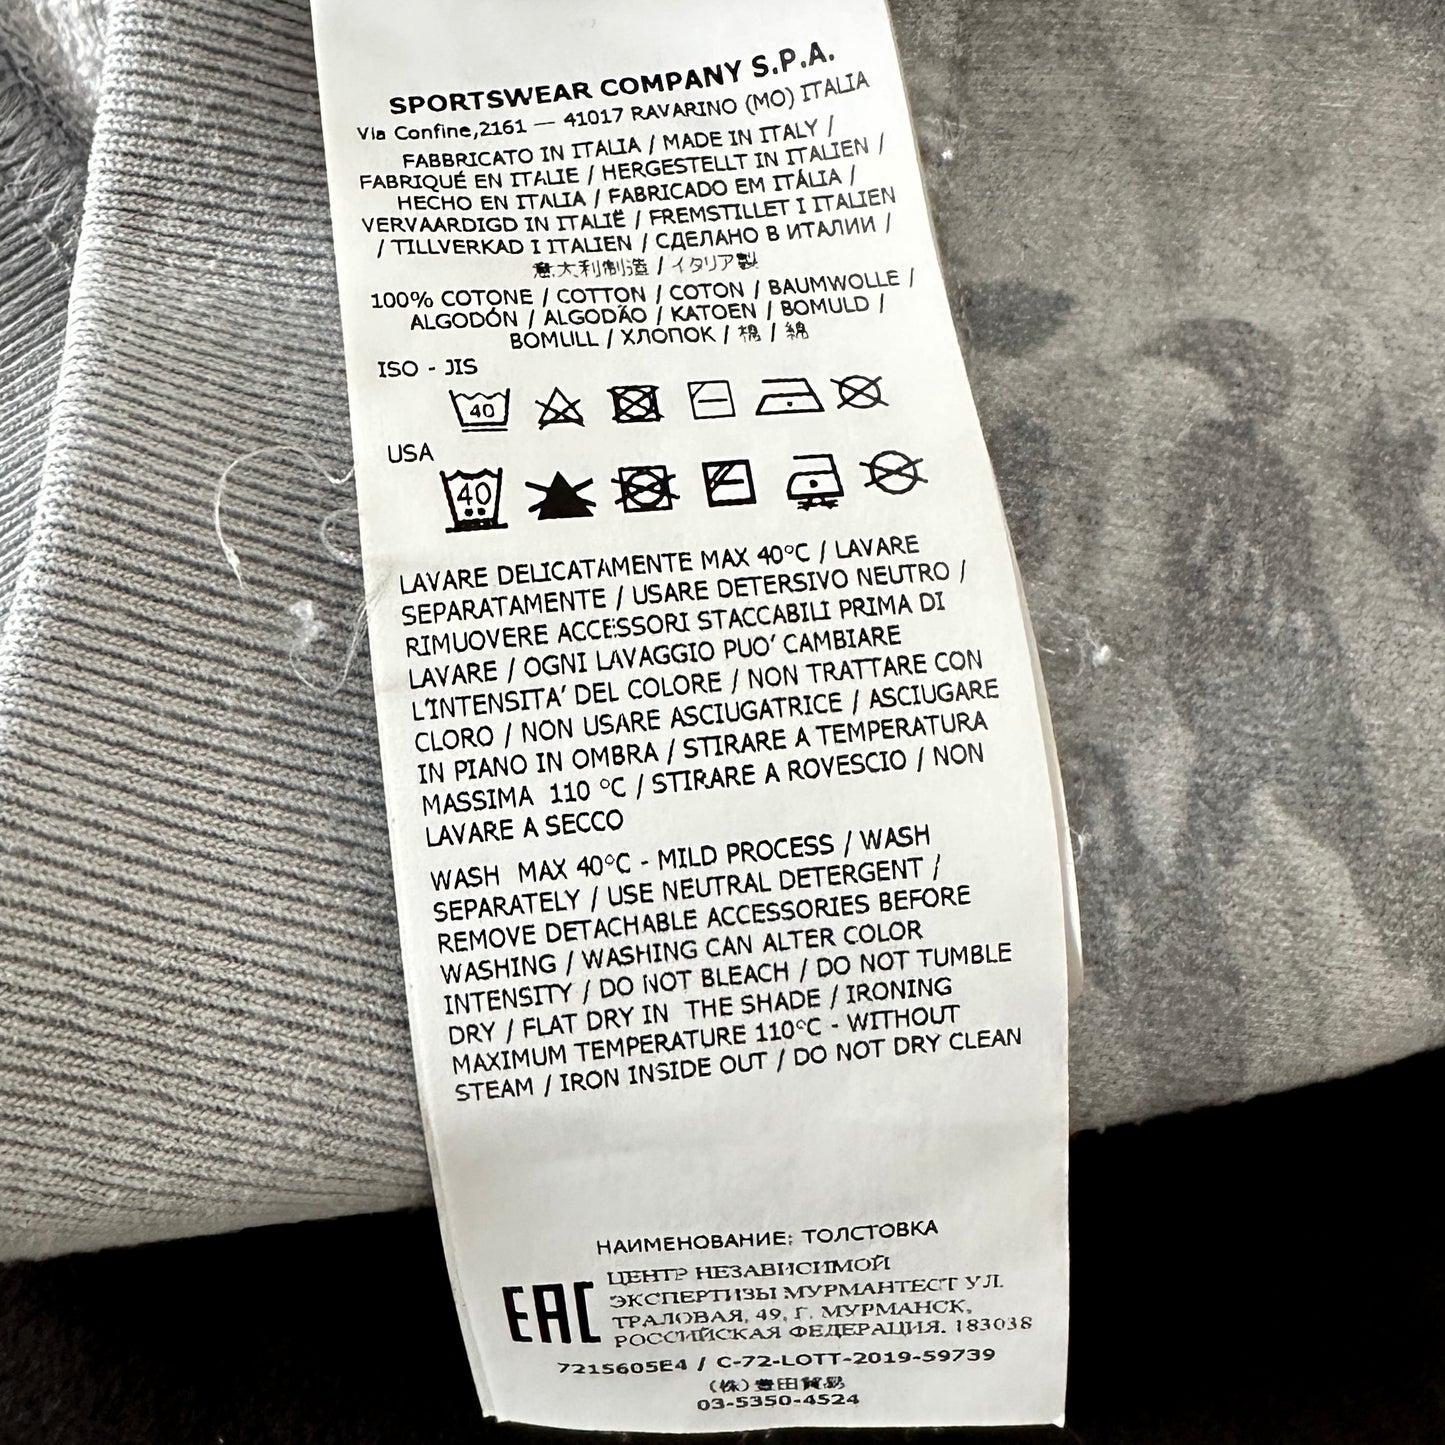 SPORTSWEAR COMPANY S.P.A.
Via Confine,2161 — 41017 RAVARINO (MO) ITALIA
FABBRICATO IN ITALIA / MADE IN ITALY /
FABRIQUÉ EN ITALIE / HERGESTELLT IN ITALIEN /
HECHO EN ITALIA / FABRICADO EM ITÁLIA /
VERVAARDIGD IN ITALIË / FREMSTILLET I ITALIEN
/ TILLVERKAD I ITALIEN / СДЕЛАНО В ИТАЛИИ /
意大利制造 / イタリア製
100% COTONE / COTTON / COTON / BAUMWOLLE /
ALGODÓN / ALGODÃO / KATOEN / BOMULD /
BOMULL / ХЛОПОК / 棉 / 綿
ISO - JIS
40
USA
40
LAVARE DELICATAMENTE MAX 40°C / LAVARE
SEPARATAMENTE / USARE DETERSIVO NEUTRO /
RIMUOVERE ACCESSORI STACCABILI PRIMA DI
LAVARE / OGNI LAVAGGIO PUO' CAMBIARE
L'INTENSITA' DEL COLORE / NON TRATTARE CON
CLORO / NON USARE ASCIUGATRICE / ASCIUGARE
IN PIANO IN OMBRA / STIRARE A TEMPERATURA
MASSIMA 110 °C / STIRARE A ROVESCIO / NON
LAVARE A SECCO
WASH MAX 40°C - MILD PROCESS / WASH
SEPARATELY / USE NEUTRAL DETERGENT /
REMOVE DETACHABLE ACCESSORIES BEFORE
WASHING / WASHING CAN ALTER COLOR
INTENSITY / DO NOT BLEACH / DO NOT TUMBLE
DRY / FLAT DRY IN THE SHADE / IRONING
MAXIMUM TEMPERATURE 110°C - WITHOUT
STEAM / IRON INSIDE OUT / DO NOT DRY CLEAN
НАИМЕНОВАНИЕ: ТОЛСТОВКА
EAC
ЦЕНТР НЕЗАВИСИМОЙ
ЭКСПЕРТИЗЫ МУРМАНТЕСТ УЛ.
ТРАЛОВАЯ, 49, Г. МУРМАНСК,
РОССИЙСКАЯ ФЕДЕРАЦИЯ. 183038
7215605E4 / C-72-LOTT-2019-59739
(株) 豊田貿易
03-5350-4524